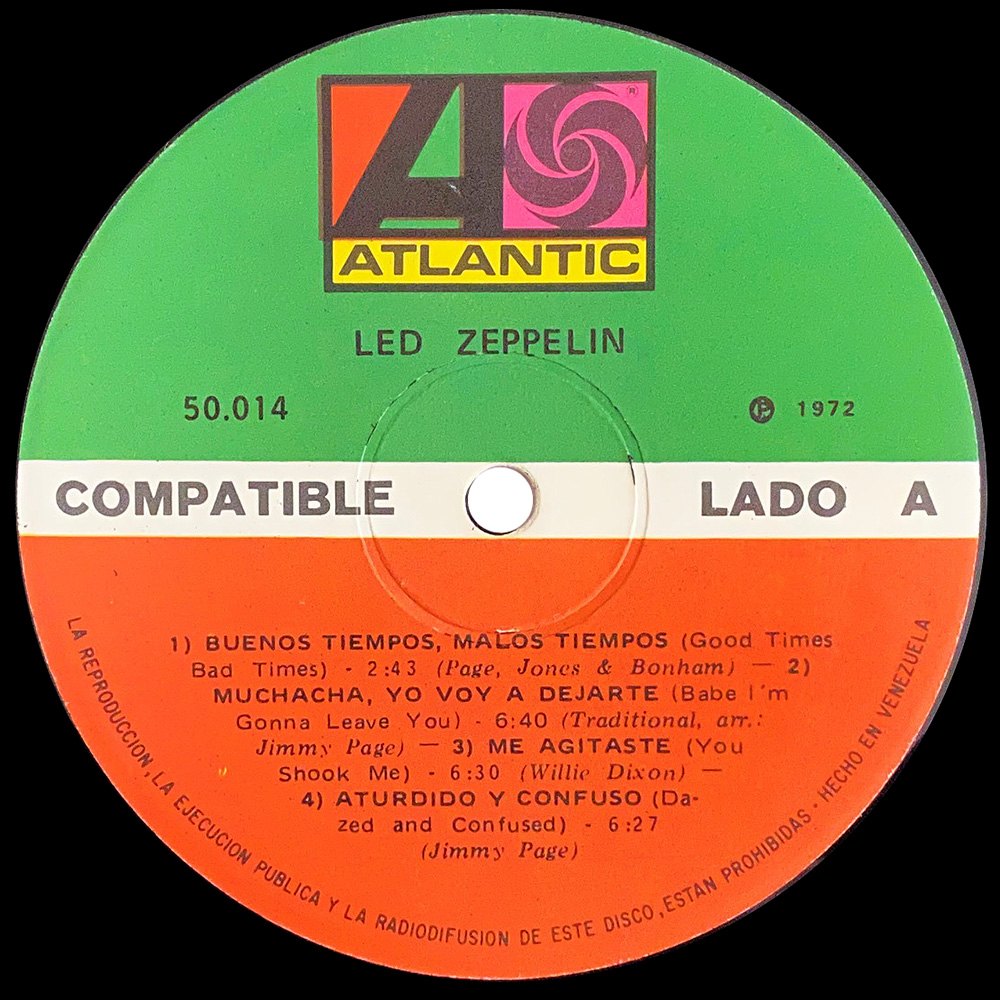 ATLANTIC
®
LED ZEPPELIN
50.014
℗ 1972
COMPATIBLE
LADO A
1) BUENOS TIEMPOS, MALOS TIEMPOS (Good Times
Bad Times) - 2:43 (Page, Jones & Bonham) — 2)
MUCHACHA, YO VOY A DEJARTE (Babe I'm
Gonna Leave You) - 6:40 (Traditional, arr.:
Jimmy Page) — 3) ME AGITASTE (You
Shook Me) - 6:30 (Willie Dixon) —
4) ATURDIDO Y CONFUSO (Da-
zed and Confused) - 6:27
(Jimmy Page)
LA REPRODUCCION, LA EJECUCION PUBLICA Y LA RADIODIFUSION DE ESTE DISCO, ESTAN PROHIBIDAS · HECHO EN VENEZUELA